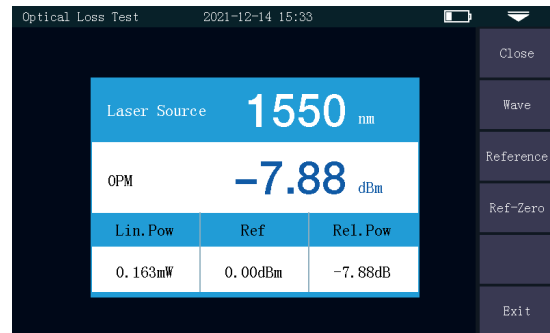 Optical Loss Test 2021-12-14 15:33
Close
Laser Source 1550 nm
Wave
OPM -7.88 dBm
Reference
Ref-Zero
Lin.Pow Ref Rel.Pow
0.163mW 0.00dBm -7.88dB
Exit